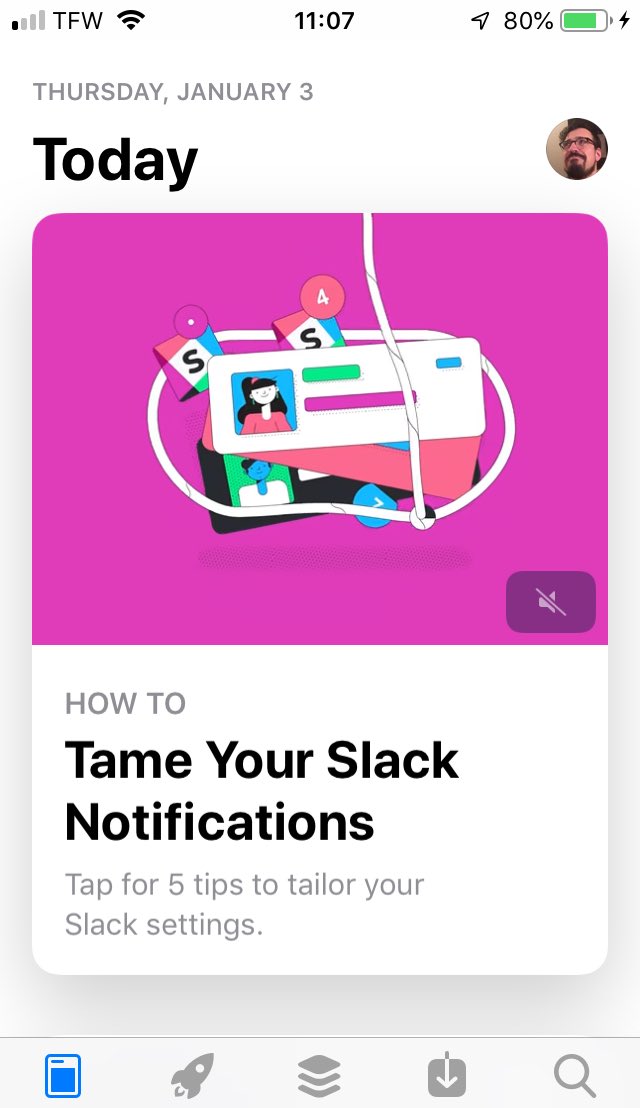 TFW 11:07 80%
THURSDAY, JANUARY 3
Today
4
S S
HOW TO
Tame Your Slack
Notifications
Tap for 5 tips to tailor your
Slack settings.